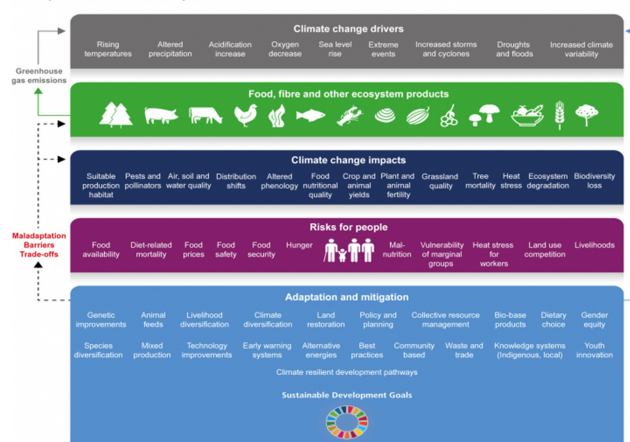 Climate change drivers
Rising temperatures
Altered precipitation
Acidification increase
Oxygen decrease
Sea level rise
Extreme events
Increased storms and cyclones
Droughts and floods
Increased climate variability
Greenhouse gas emissions
Food, fibre and other ecosystem products
Climate change impacts
Suitable production habitat
Pests and pollinators
Air, soil and water quality
Distribution shifts
Altered phenology
Food nutritional quality
Crop and animal yields
Plant and animal fertility
Grassland quality
Tree mortality
Heat stress
Ecosystem degradation
Biodiversity loss
Maladaptation
Barriers
Trade-offs
Risks for people
Food availability
Diet-related mortality
Food prices
Food safety
Food security
Hunger
Mal-nutrition
Vulnerability of marginal groups
Heat stress for workers
Land use competition
Livelihoods
Adaptation and mitigation
Genetic improvements
Animal feeds
Livelihood diversification
Climate diversification
Land restoration
Policy and planning
Collective resource management
Bio-base products
Dietary choice
Gender equity
Species diversification
Mixed production
Technology improvements
Early warning systems
Alternative energies
Best practices
Community based
Waste and trade
Knowledge systems (Indigenous, local)
Youth innovation
Climate resilient development pathways
Sustainable Development Goals